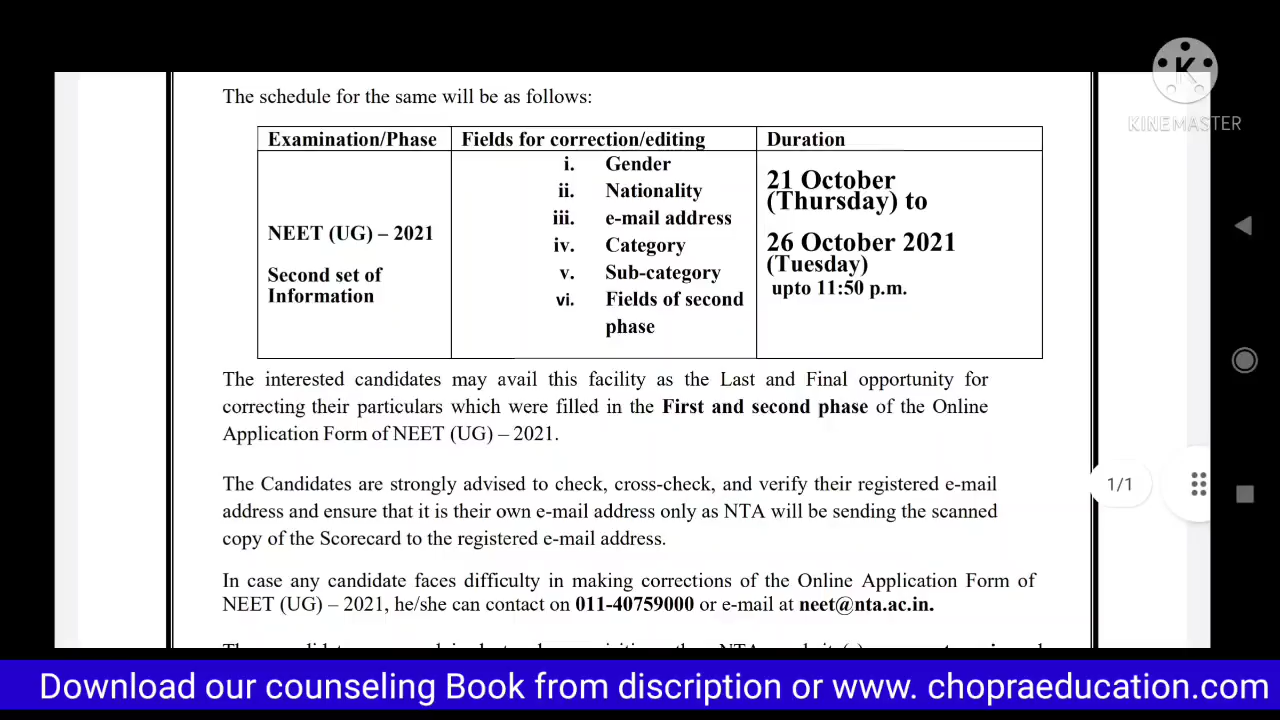 K
KINEMASTER
The schedule for the same will be as follows:
Examination/Phase Fields for correction/editing Duration
NEET (UG) – 2021
Second set of
Information
i. Gender
ii. Nationality
iii. e-mail address
iv. Category
v. Sub-category
vi. Fields of second
phase
21 October
(Thursday) to
26 October 2021
(Tuesday)
upto 11:50 p.m.
The interested candidates may avail this facility as the Last and Final opportunity for
correcting their particulars which were filled in the First and second phase of the Online
Application Form of NEET (UG) – 2021.
The Candidates are strongly advised to check, cross-check, and verify their registered e-mail
address and ensure that it is their own e-mail address only as NTA will be sending the scanned
copy of the Scorecard to the registered e-mail address.
1/1
In case any candidate faces difficulty in making corrections of the Online Application Form of
NEET (UG) – 2021, he/she can contact on 011-40759000 or e-mail at neet@nta.ac.in.
Download our counseling Book from discription or www. chopraeducation.com